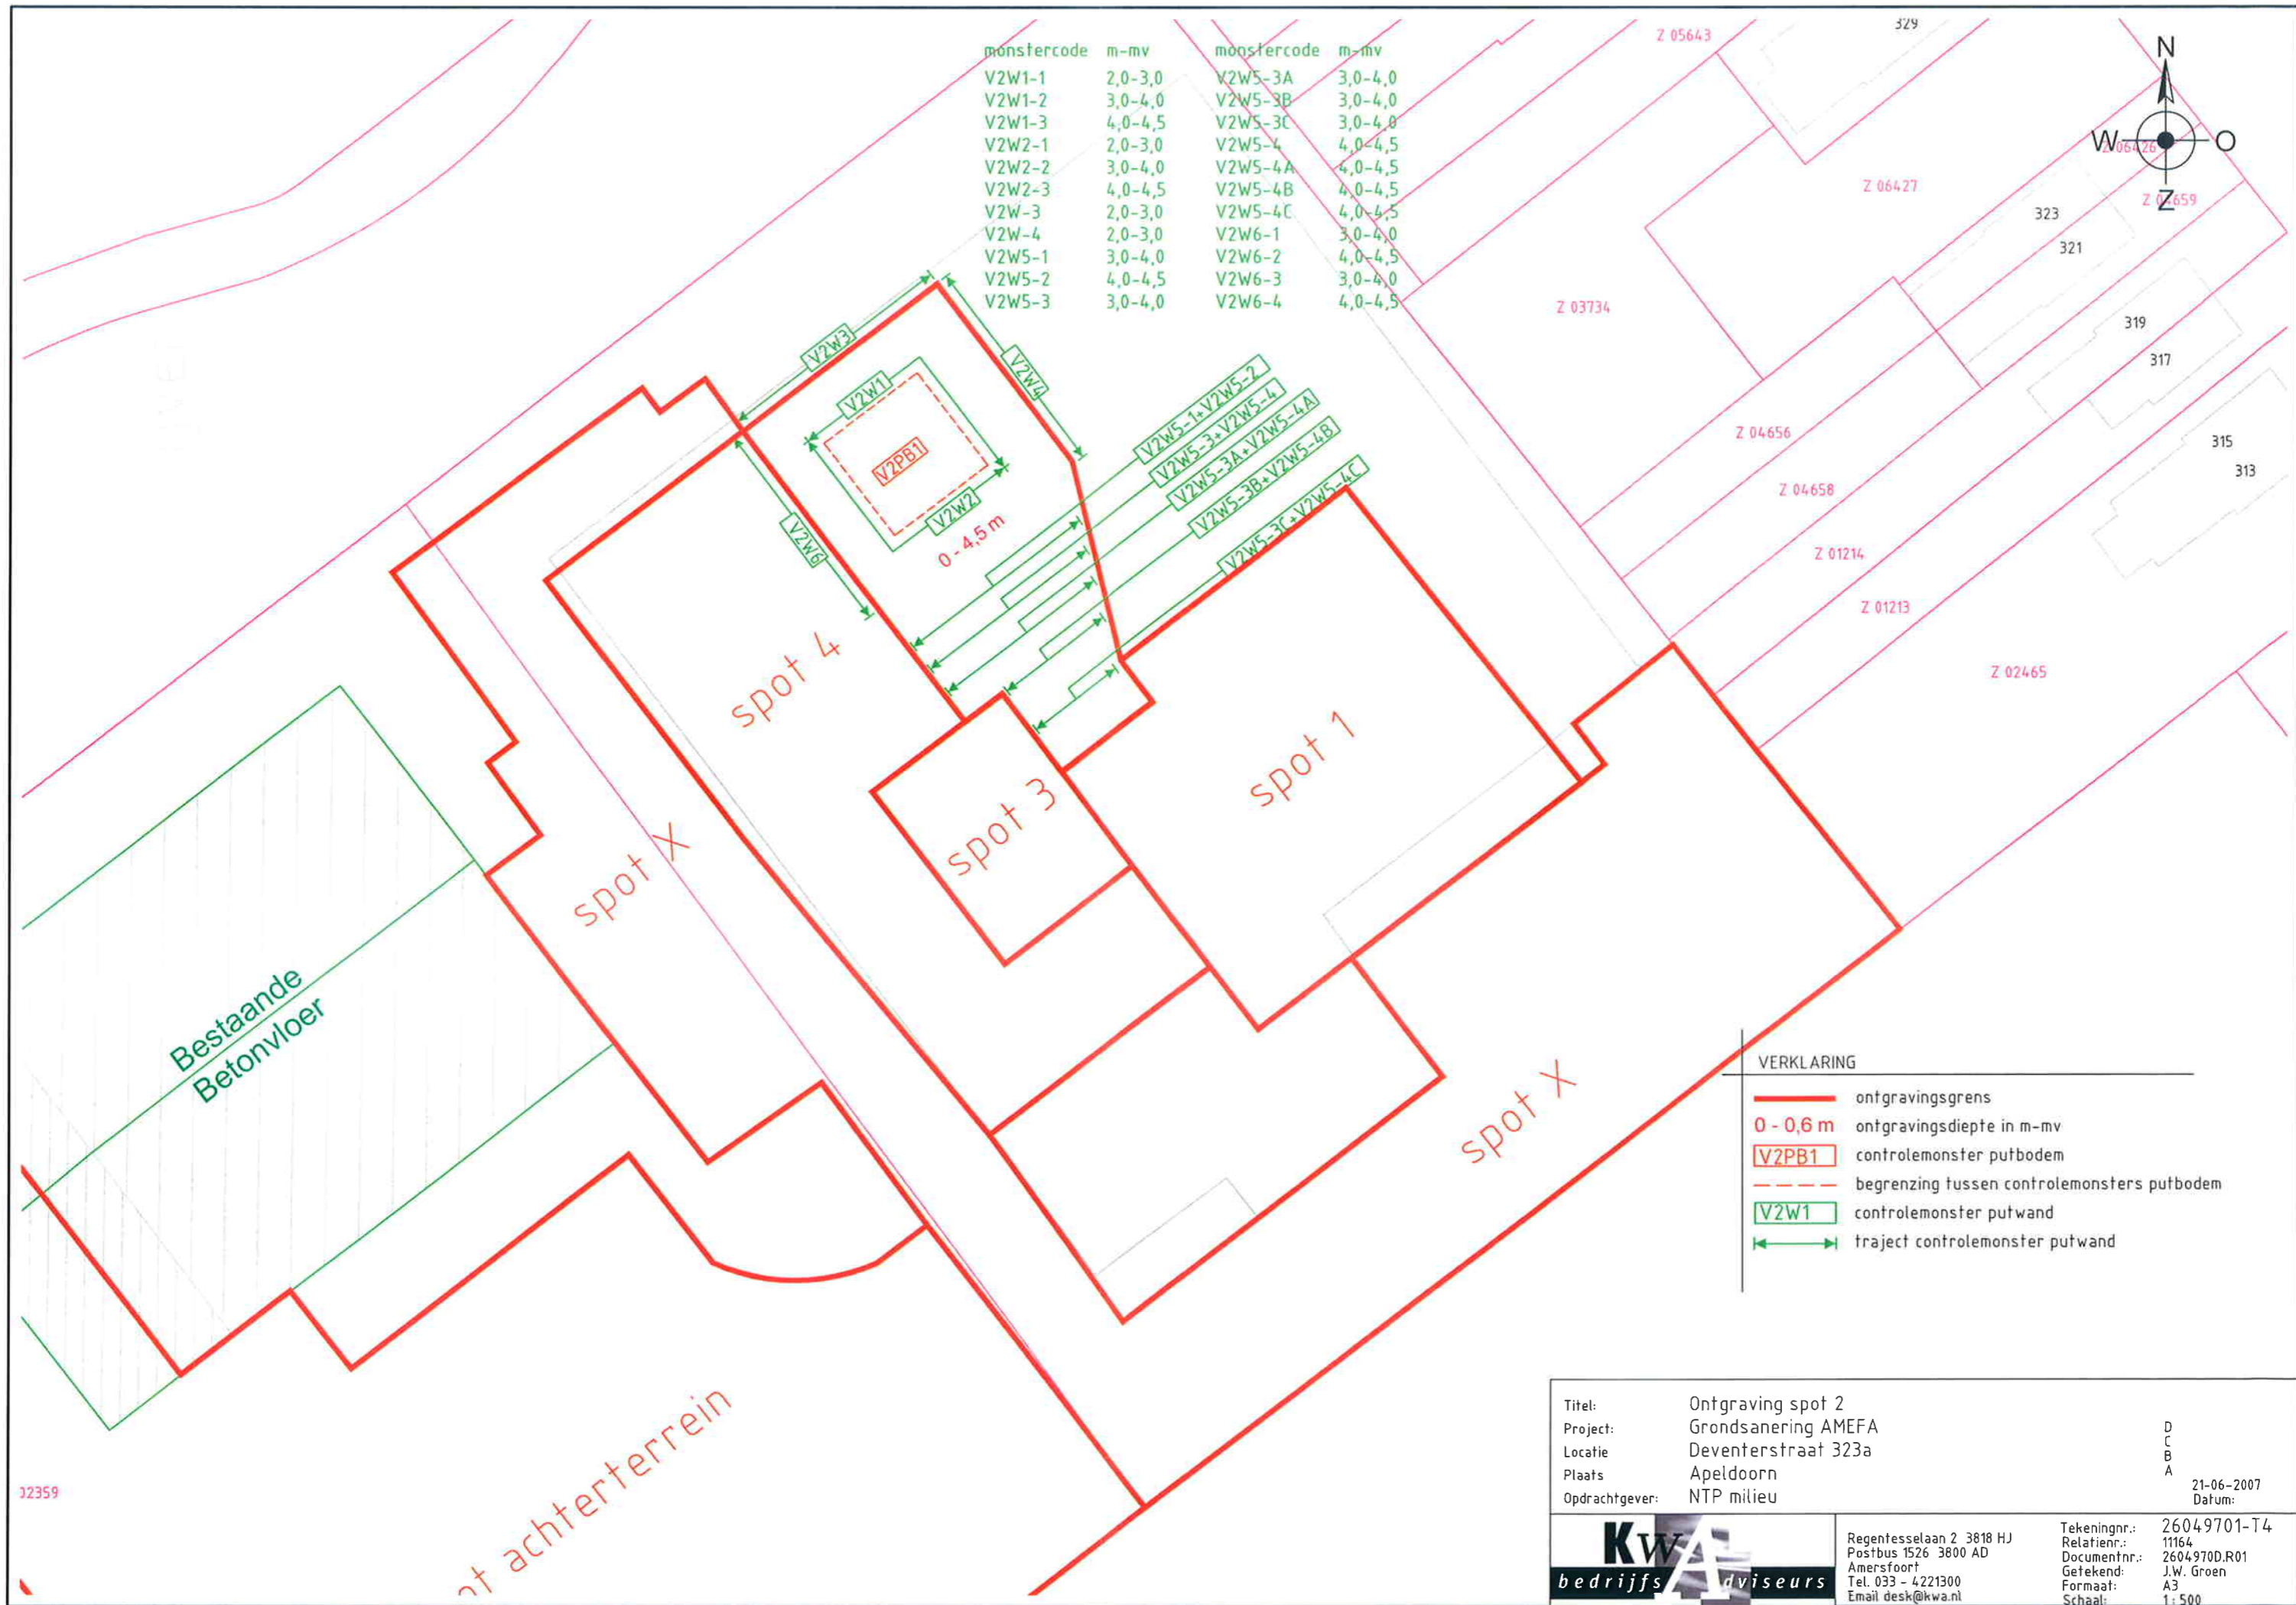 monstercode m-mv monstercode m-mv
V2W1-1 2,0-3,0 V2W5-3A 3,0-4,0
V2W1-2 3,0-4,0 V2W5-3B 3,0-4,0
V2W1-3 4,0-4,5 V2W5-3C 3,0-4,0
V2W2-1 2,0-3,0 V2W5-4 4,0-4,5
V2W2-2 3,0-4,0 V2W5-4A 4,0-4,5
V2W2-3 4,0-4,5 V2W5-4B 4,0-4,5
V2W-3 2,0-3,0 V2W5-4C 4,0-4,5
V2W-4 2,0-3,0 V2W6-1 3,0-4,0
V2W5-1 3,0-4,0 V2W6-2 4,0-4,5
V2W5-2 4,0-4,5 V2W6-3 3,0-4,0
V2W5-3 3,0-4,0 V2W6-4 4,0-4,5
Z 05643
329
N
W
O
Z
Z 06426
Z 06427
Z 04659
323
321
Z 03734
319
317
315
313
Z 04656
Z 04658
Z 01214
Z 01213
Z 02465
V2W3
V2W4
V2W1
V2PB1
V2W2
V2W6
0 - 4,5 m
V2W5-1+V2W5-2
V2W5-3+V2W5-4
V2W5-3A+V2W5-4A
V2W5-3B+V2W5-4B
V2W5-3C+V2W5-4C
spot 4
spot 1
spot 3
spot X
spot X
Bestaande
Betonvloer
ot achterterrein
02359
VERKLARING
ontgravingsgrens
0 - 0,6 m ontgravingsdiepte in m-mv
V2PB1 controlemonster putbodem
begrenzing tussen controlemonsters putbodem
V2W1 controlemonster putwand
traject controlemonster putwand
Titel: Ontgraving spot 2
Project: Grondsanering AMEFA
Locatie Deventerstraat 323a
Plaats Apeldoorn
Opdrachtgever: NTP milieu
D
C
B
A
21-06-2007
Datum:
KWA
bedrijfsAdviseurs
Regentesselaan 2 3818 HJ
Postbus 1526 3800 AD
Amersfoort
Tel. 033 - 4221300
Email desk@kwa.nl
Tekeningnr.: 26049701-T4
Relatienr.: 11164
Documentnr.: 2604970D.R01
Getekend: J.W. Groen
Formaat: A3
Schaal: 1:500